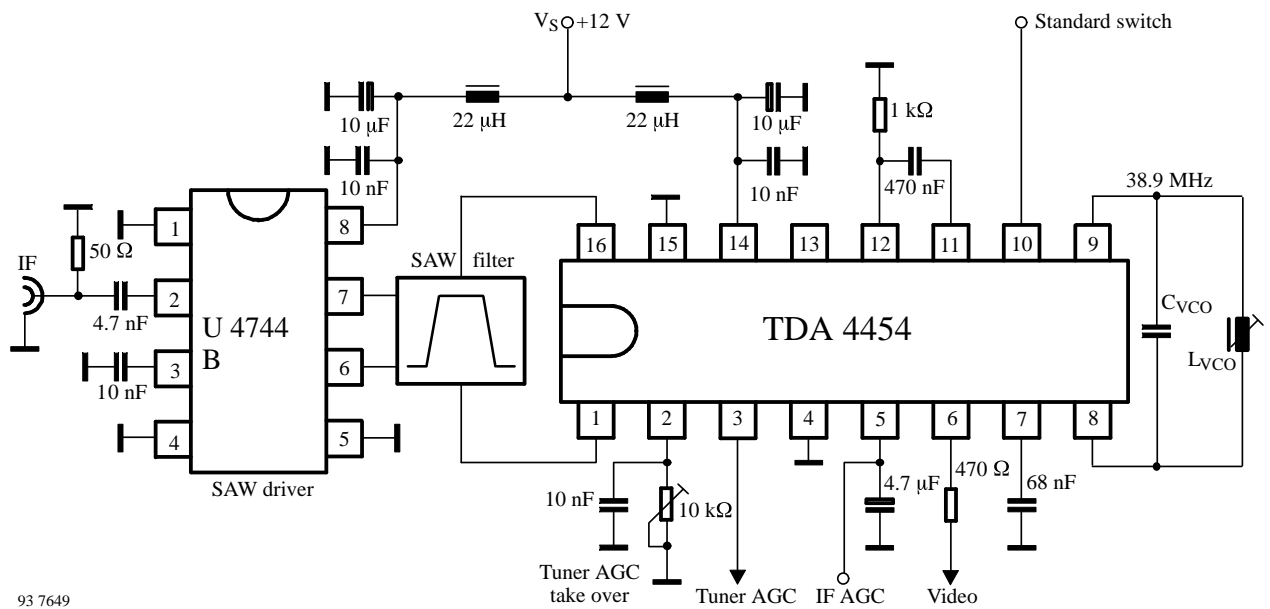 VS +12 V
Standard switch
10 µF
22 µH
22 µH
10 µF
1 kΩ
10 nF
10 nF
470 nF
38.9 MHz
1
8
16
15
14
13
12
11
10
9
50 Ω
IF
SAW filter
2
7
4.7 nF
U 4744
B
TDA 4454
CVCO
LVCO
3
6
10 nF
4
5
SAW driver
1
2
3
4
5
6
7
8
10 nF
10 kΩ
4.7 µF
470 Ω
68 nF
Tuner AGC
take over
Tuner AGC
IF AGC
Video
93 7649